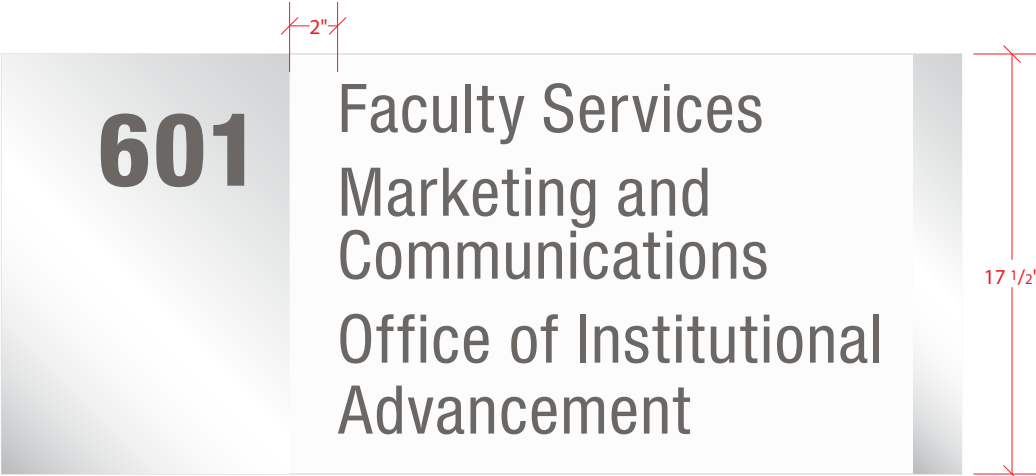 2"
601
Faculty Services
Marketing and
Communications
Office of Institutional
Advancement
17 1/2"